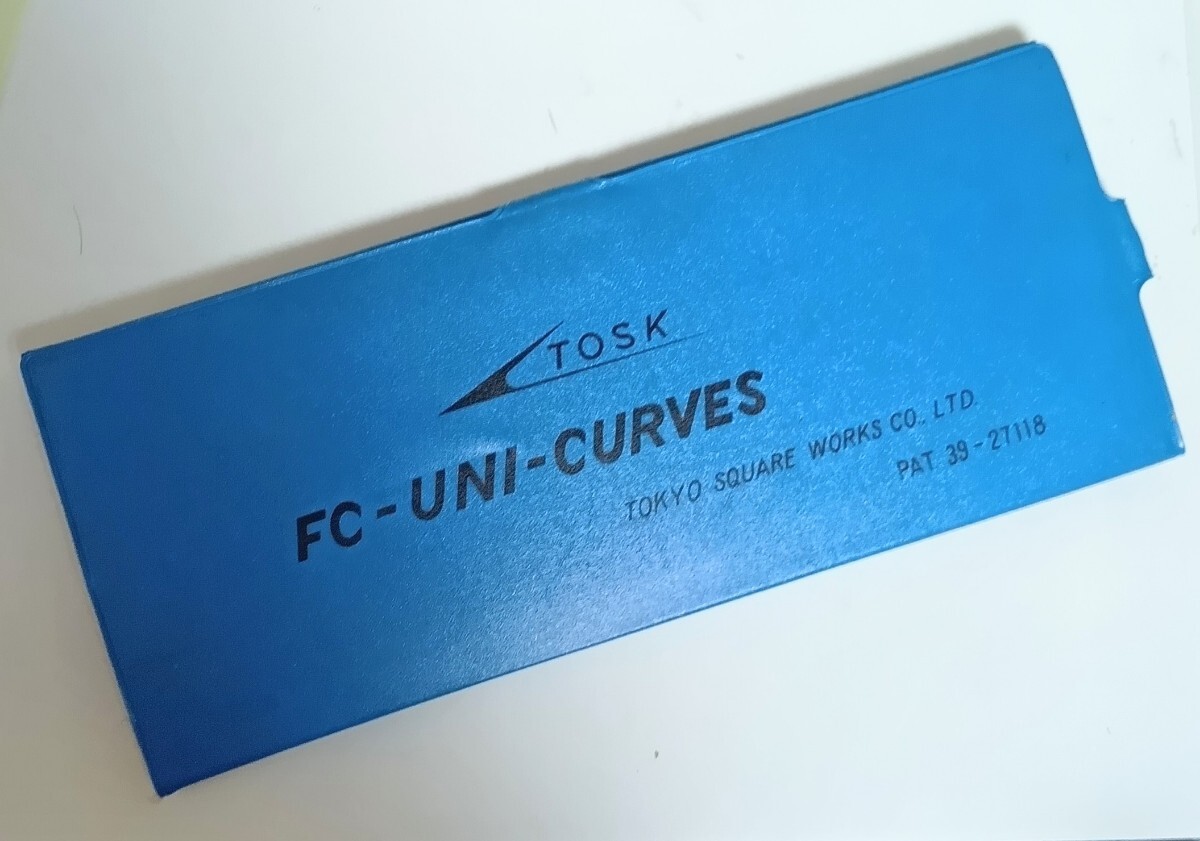 TOSK
FC-UNI-CURVES
TOKYO SQUARE WORKS CO., LTD.
PAT. 39-27118